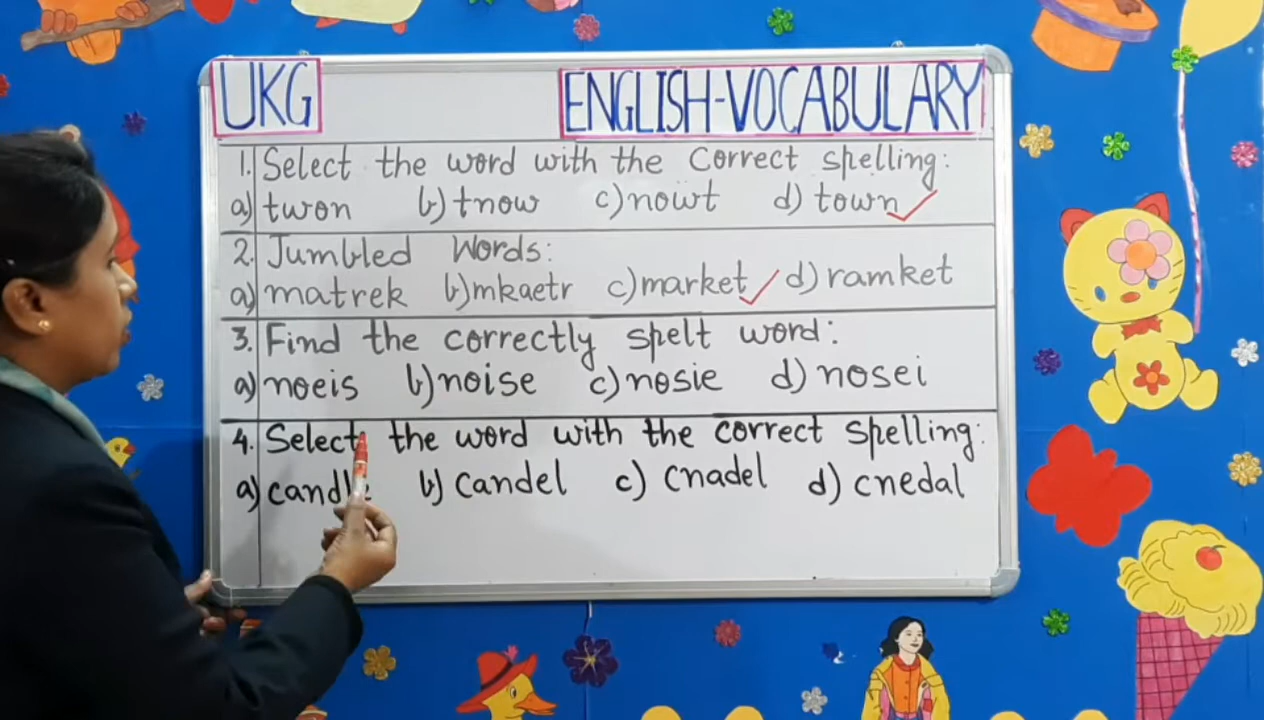 UKG ENGLISH-VOCABULARY
1. Select the word with the correct spelling:
a) twon b) tnow c) nowt d) town
2. Jumbled Words:
a) matrek b) mkaetr c) market d) ramket
3. Find the correctly spelt word:
a) noeis b) noise c) nosie d) nosei
4. Select the word with the correct spelling:
a) candle b) candel c) cnadel d) cnedal